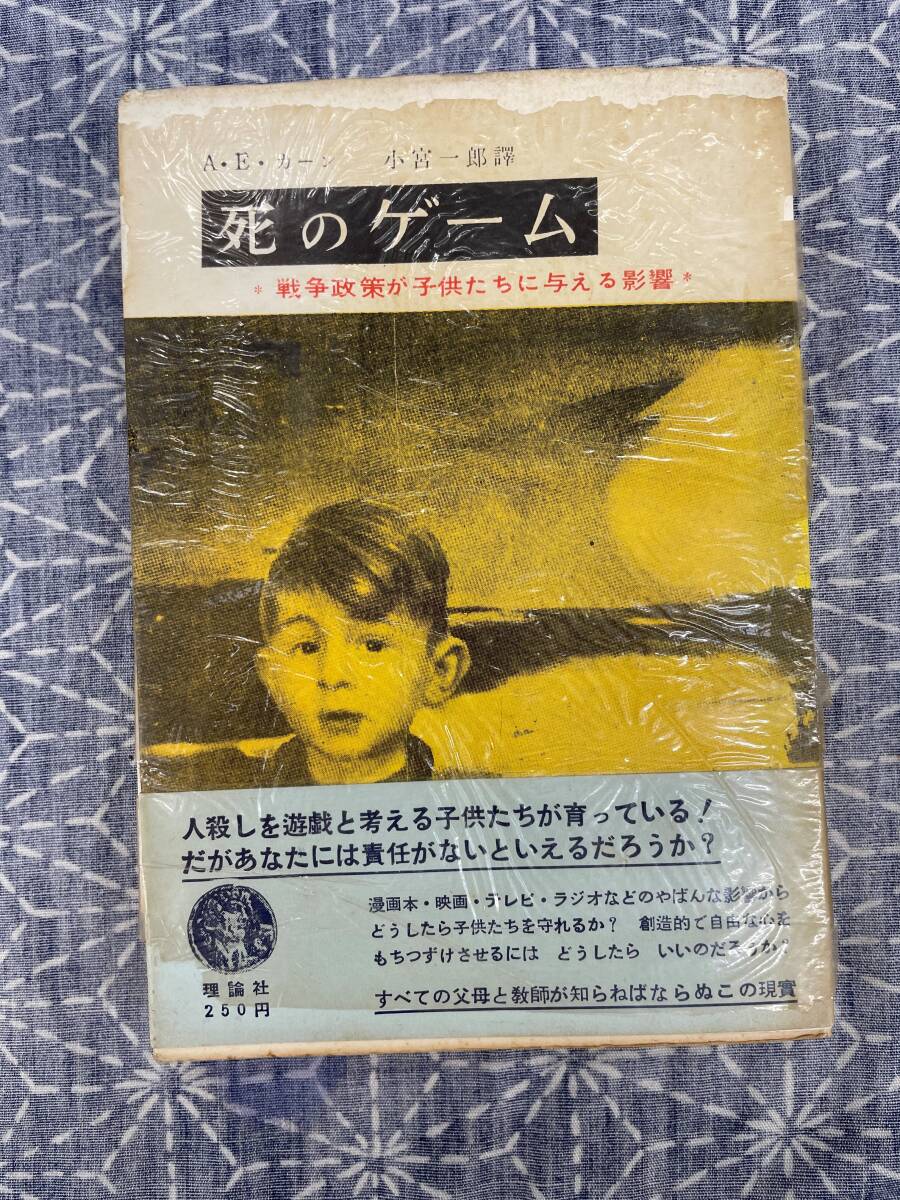 A・E・カーン 小宮一郎譯
死のゲーム
* 戦争政策が子供たちに与える影響 *
人殺しを遊戯と考える子供たちが育っている!
だがあなたには責任がないといえるだろうか?
漫画本・映画・テレビ・ラジオなどのやばんな影響から
どうしたら子供たちを守れるか? 創造的で自由な心を
もちつずけさせるには どうしたら いいのだろうか?
すべての父母と教師が知らねばならぬこの現實
理論社
250円